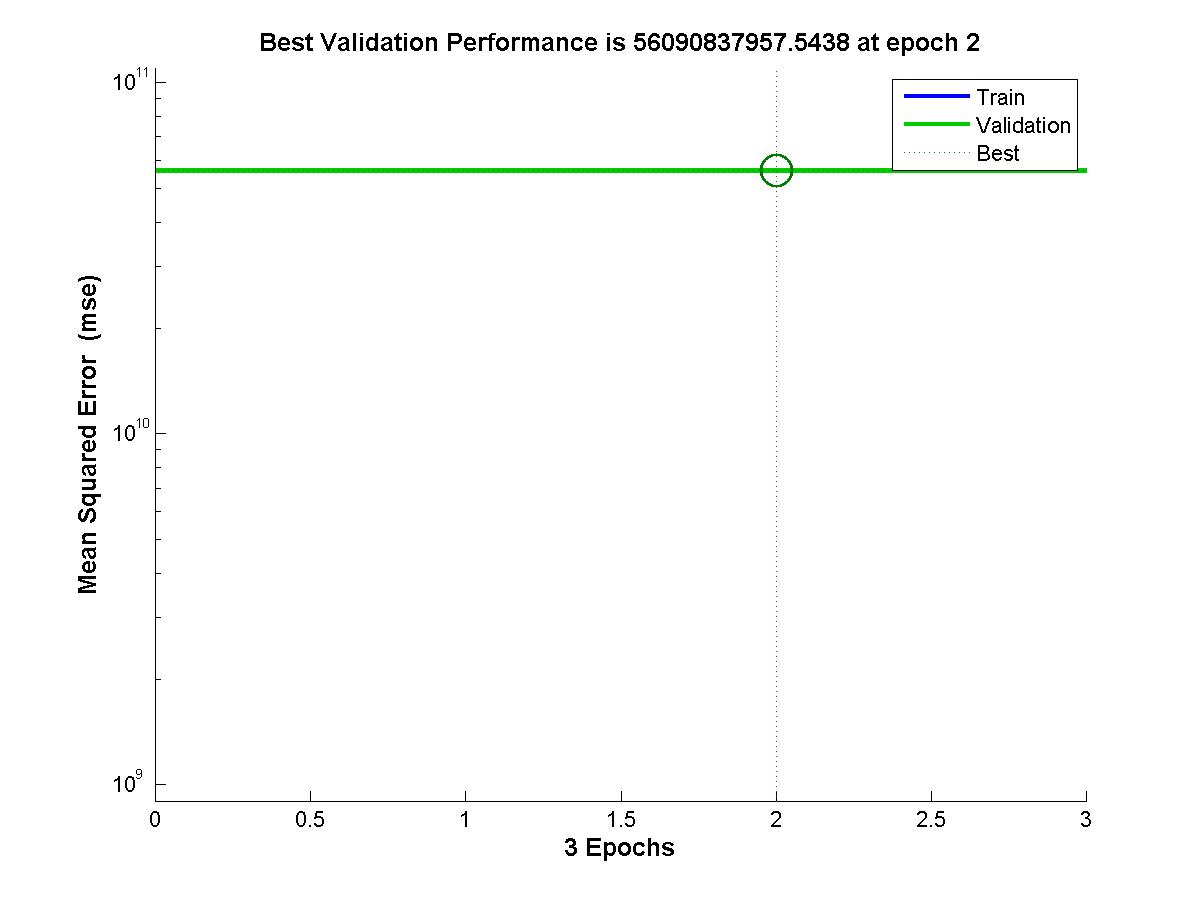 Best Validation Performance is 56090837957.5438 at epoch 2
10^11
Train
Validation
Best
Mean Squared Error (mse)
10^10
10^9
0 0.5 1 1.5 2 2.5 3
3 Epochs